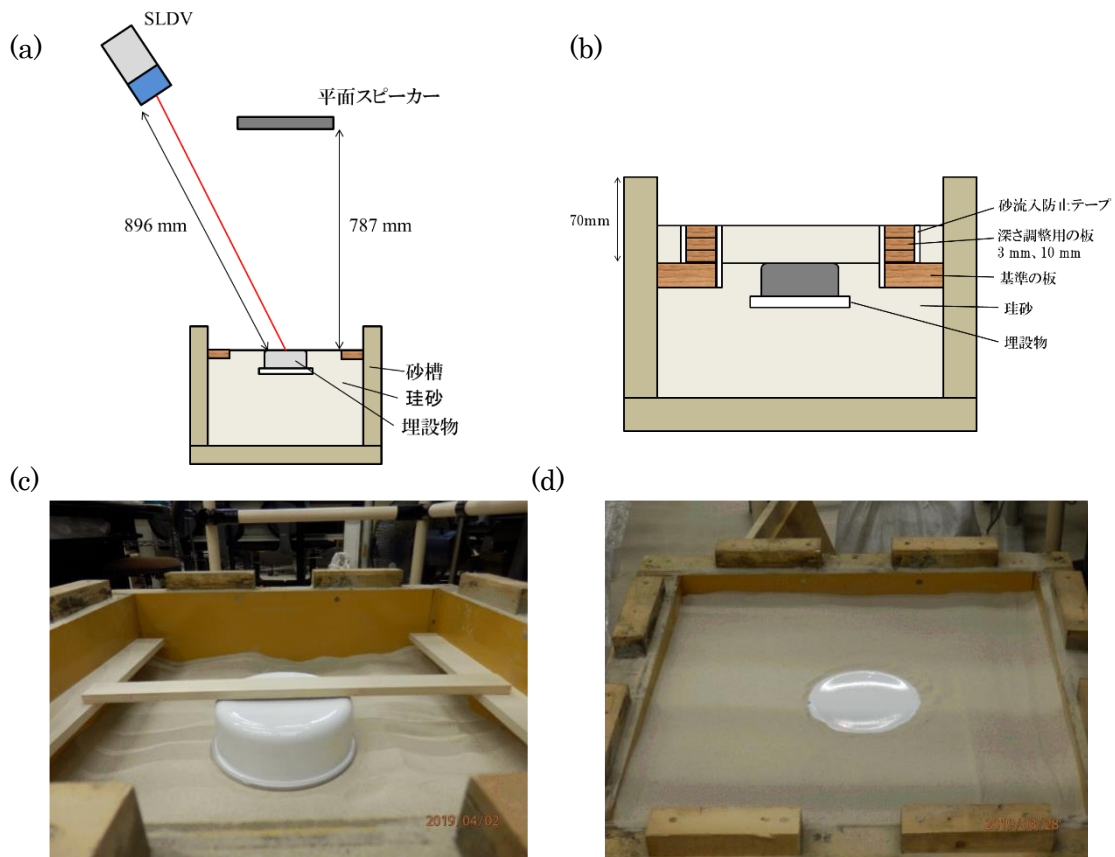 (a)
SLDV
平面スピーカー
896 mm
787 mm
砂槽
珪砂
埋設物
(b)
70mm
砂流入防止テープ
深さ調整用の板
3 mm、10 mm
基準の板
珪砂
埋設物
(c)
2019/04/02
(d)